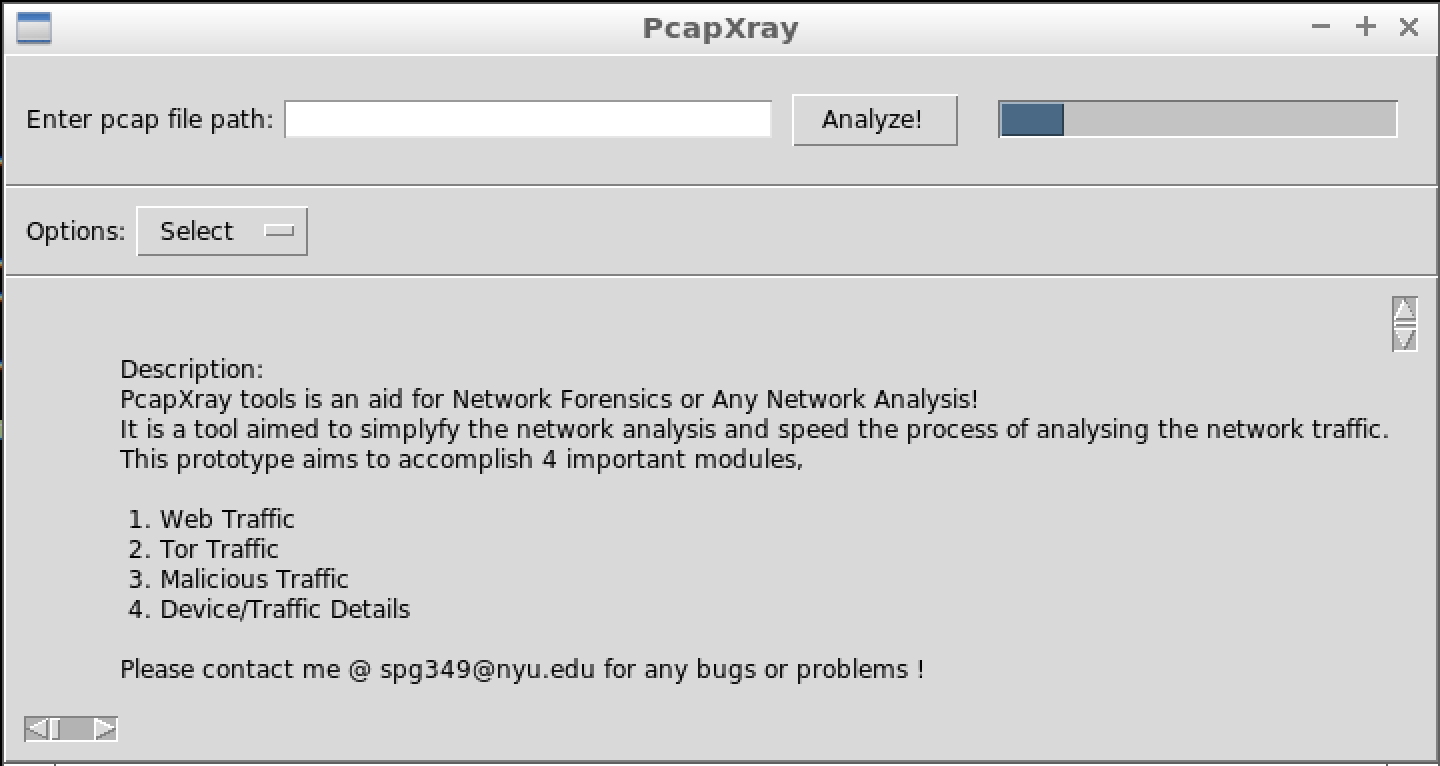 PcapXray
Enter pcap file path:
Analyze!
Options:
Select
Description:
PcapXray tools is an aid for Network Forensics or Any Network Analysis!
It is a tool aimed to simplyfy the network analysis and speed the process of analysing the network traffic.
This prototype aims to accomplish 4 important modules,
1. Web Traffic
2. Tor Traffic
3. Malicious Traffic
4. Device/Traffic Details
Please contact me @ spg349@nyu.edu for any bugs or problems !